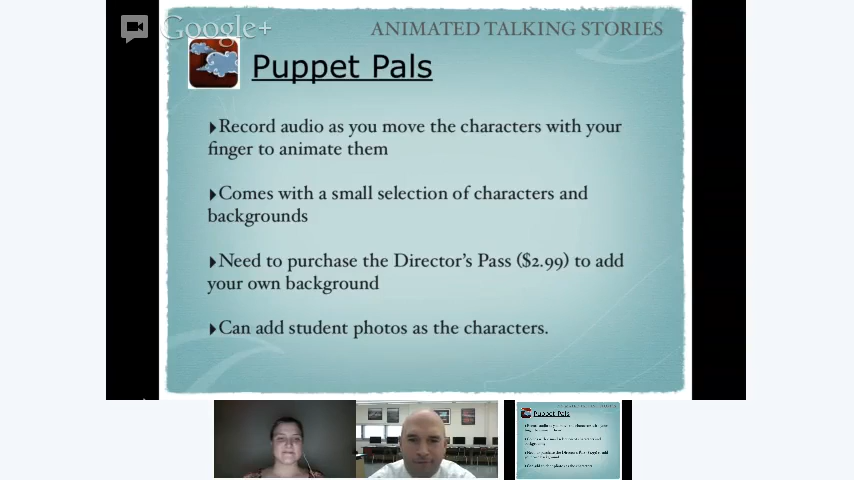 Google+
ANIMATED TALKING STORIES
Puppet Pals
Record audio as you move the characters with your
finger to animate them
Comes with a small selection of characters and
backgrounds
Need to purchase the Director's Pass ($2.99) to add
your own background
Can add student photos as the characters.
Puppet Pals